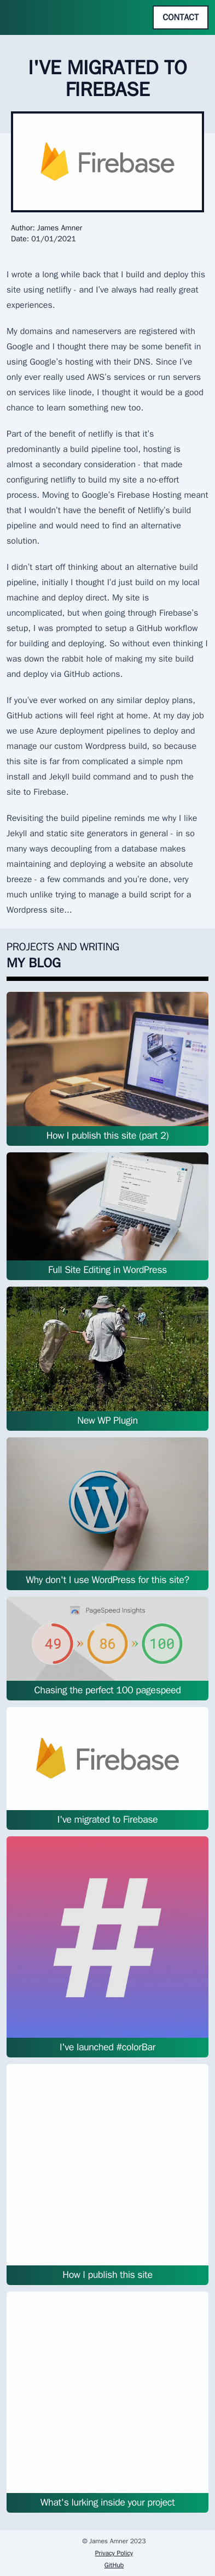 CONTACT
I'VE MIGRATED TO
FIREBASE
Firebase
Author: James Amner
Date: 01/01/2021
I wrote a long while back that I build and deploy this
site using netflify - and I've always had really great
experiences.
My domains and nameservers are registered with
Google and I thought there may be some benefit in
using Google's hosting with their DNS. Since I've
only ever really used AWS's services or run servers
on services like linode, I thought it would be a good
chance to learn something new too.
Part of the benefit of netlify is that it's
predominantly a build pipeline tool, hosting is
almost a secondary consideration - that made
configuring netlify to build my site a no-effort
process. Moving to Google's Firebase Hosting meant
that I wouldn't have the benefit of Netlify's build
pipeline and would need to find an alternative
solution.
I didn't start off thinking about an alternative build
pipeline, initially I thought I'd just build on my local
machine and deploy direct. My site is
uncomplicated, but when going through Firebase's
setup, I was prompted to setup a GitHub workflow
for building and deploying. So without even thinking I
was down the rabbit hole of making my site build
and deploy via GitHub actions.
If you've ever worked on any similar deploy plans,
GitHub actions will feel right at home. At my day job
we use Azure deployment pipelines to deploy and
manage our custom Wordpress build, so because
this site is far from complicated a simple npm
install and Jekyll build command and to push the
site to Firebase.
Revisiting the build pipeline reminds me why I like
Jekyll and static site generators in general - in so
many ways decoupling from a database makes
maintaining and deploying a website an absolute
breeze - a few commands and you're done, very
much unlike trying to manage a build script for a
Wordpress site...
PROJECTS AND WRITING
MY BLOG
How I publish this site (part 2)
Full Site Editing in WordPress
New WP Plugin
Why don't I use WordPress for this site?
PageSpeed Insights
49 » 86 » 100
Chasing the perfect 100 pagespeed
Firebase
I've migrated to Firebase
#
I've launched #colorBar
How I publish this site
What's lurking inside your project
© James Amner 2023
Privacy Policy
GitHub